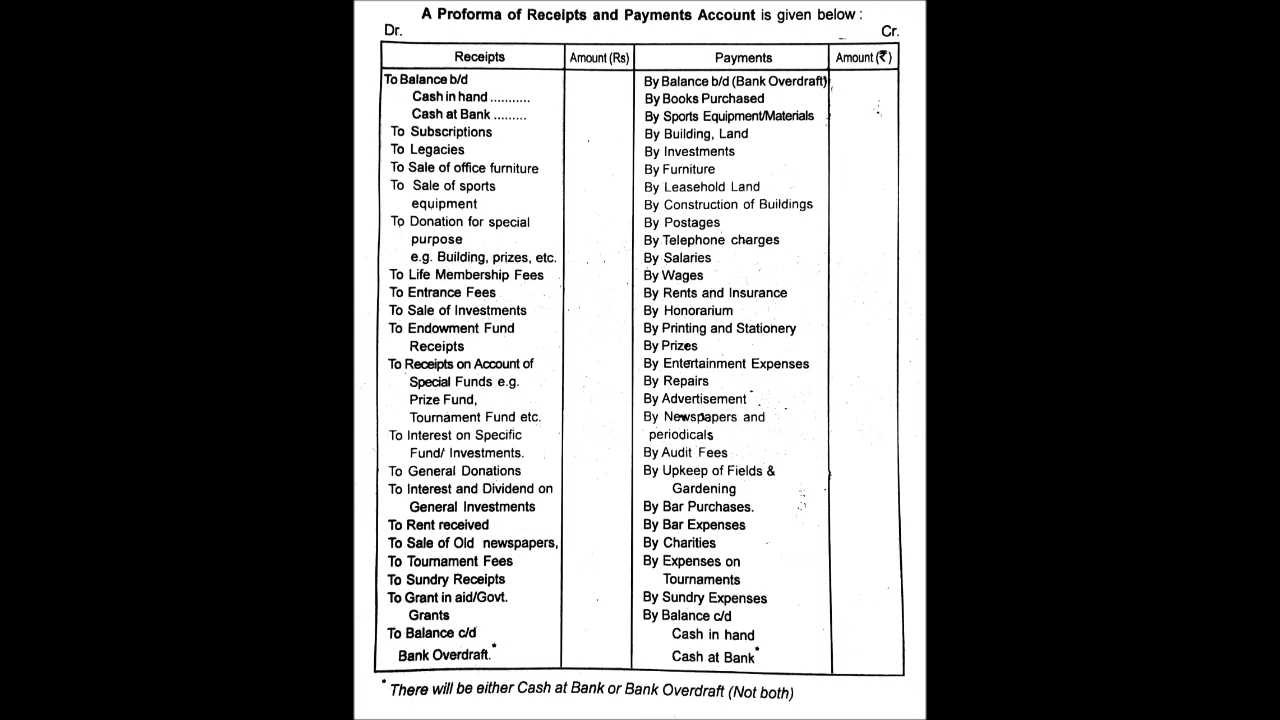 A Proforma of Receipts and Payments Account is given below :
Dr. Cr.
Receipts Amount (Rs) Payments Amount (₹)
To Balance b/d By Balance b/d (Bank Overdraft)
Cash in hand ........... By Books Purchased
Cash at Bank ......... By Sports Equipment/Materials
To Subscriptions By Building, Land
To Legacies By Investments
To Sale of office furniture By Furniture
To Sale of sports By Leasehold Land
equipment By Construction of Buildings
To Donation for special By Postages
purpose By Telephone charges
e.g. Building, prizes, etc. By Salaries
To Life Membership Fees By Wages
To Entrance Fees By Rents and Insurance
To Sale of Investments By Honorarium
To Endowment Fund By Printing and Stationery
Receipts By Prizes
To Receipts on Account of By Entertainment Expenses
Special Funds e.g. By Repairs
Prize Fund, By Advertisement
Tournament Fund etc. By Newspapers and
To Interest on Specific periodicals
Fund/ Investments. By Audit Fees
To General Donations By Upkeep of Fields &
To Interest and Dividend on Gardening
General Investments By Bar Purchases.
To Rent received By Bar Expenses
To Sale of Old newspapers, By Charities
To Tournament Fees By Expenses on
To Sundry Receipts Tournaments
To Grant in aid/Govt. By Sundry Expenses
Grants By Balance c/d
To Balance c/d Cash in hand
Bank Overdraft.* Cash at Bank*
* There will be either Cash at Bank or Bank Overdraft (Not both)